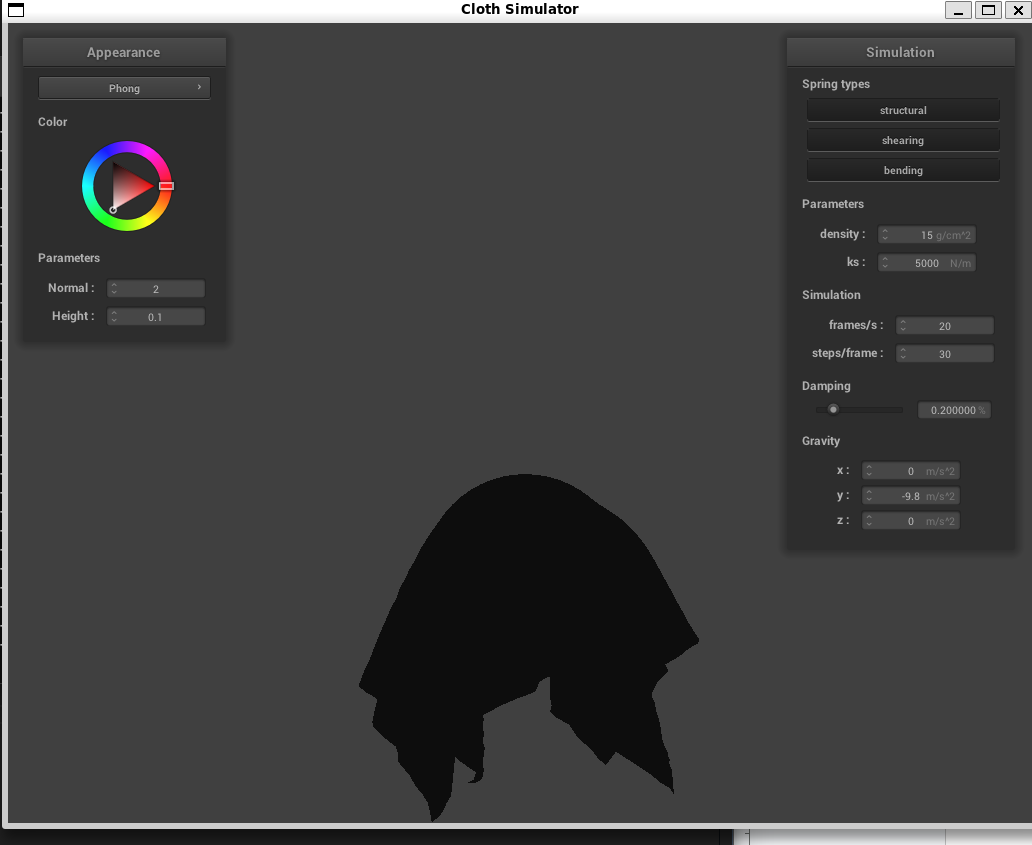 Cloth Simulator
Appearance
Phong
Color
Parameters
Normal : 2
Height : 0.1
Simulation
Spring types
structural
shearing
bending
Parameters
density : 15 g/cm^2
ks : 5000 N/m
Simulation
frames/s : 20
steps/frame : 30
Damping
0.200000 %
Gravity
x : 0 m/s^2
y : -9.8 m/s^2
z : 0 m/s^2